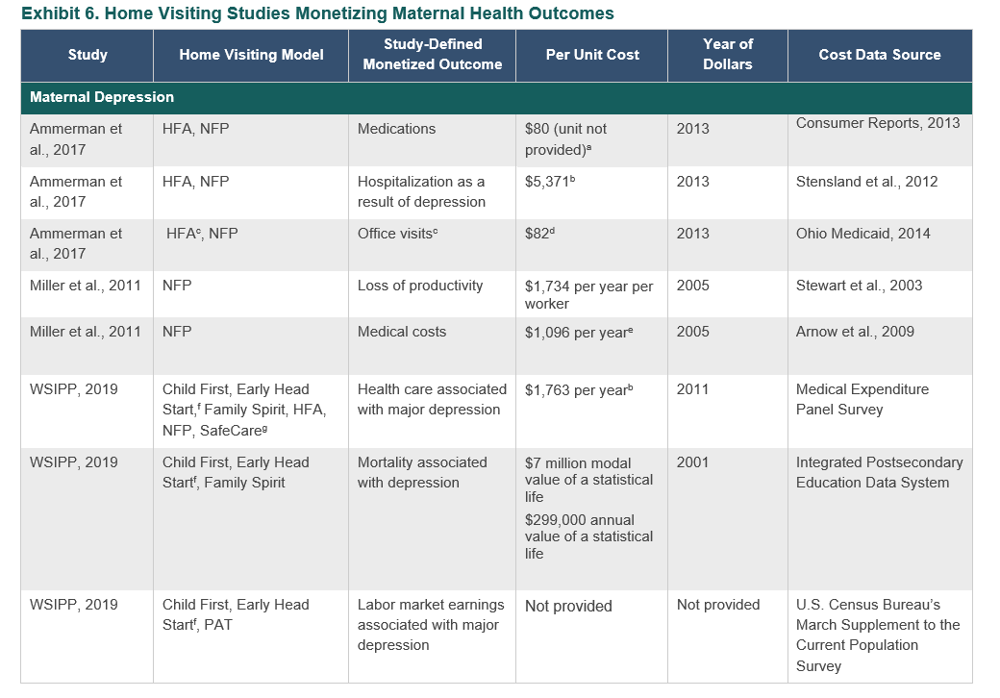 Exhibit 6. Home Visiting Studies Monetizing Maternal Health Outcomes
Study
Home Visiting Model
Study-Defined
Monetized Outcome
Per Unit Cost
Year of
Dollars
Cost Data Source
Maternal Depression
Ammerman et
al., 2017
HFA, NFP
Medications
$80 (unit not
provided)ᵃ
2013
Consumer Reports, 2013
Ammerman et
al., 2017
HFA, NFP
Hospitalization as a
result of depression
$5,371ᵇ
2013
Stensland et al., 2012
Ammerman et
al., 2017
HFAᶜ, NFP
Office visitsᶜ
$82ᵈ
2013
Ohio Medicaid, 2014
Miller et al., 2011
NFP
Loss of productivity
$1,734 per year per
worker
2005
Stewart et al., 2003
Miller et al., 2011
NFP
Medical costs
$1,096 per yearᵉ
2005
Arnow et al., 2009
WSIPP, 2019
Child First, Early Head
Start,ᶠ Family Spirit, HFA,
NFP, SafeCareᵍ
Health care associated
with major depression
$1,763 per yearᵇ
2011
Medical Expenditure
Panel Survey
WSIPP, 2019
Child First, Early Head
Startᶠ, Family Spirit
Mortality associated
with depression
$7 million modal
value of a statistical
life
$299,000 annual
value of a statistical
life
2001
Integrated Postsecondary
Education Data System
WSIPP, 2019
Child First, Early Head
Startᶠ, PAT
Labor market earnings
associated with major
depression
Not provided
Not provided
U.S. Census Bureau’s
March Supplement to the
Current Population
Survey